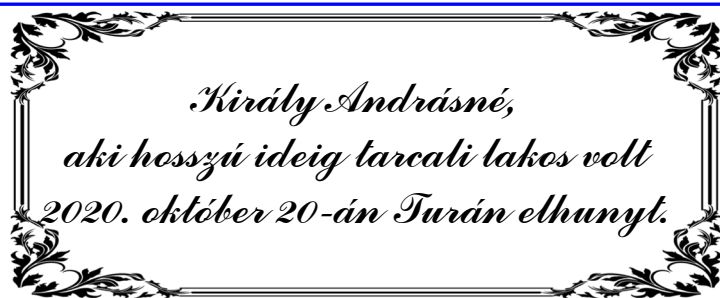 Király Andrásné,
aki hosszú ideig tarcali lakos volt
2020. október 20-án Turán elhunyt.